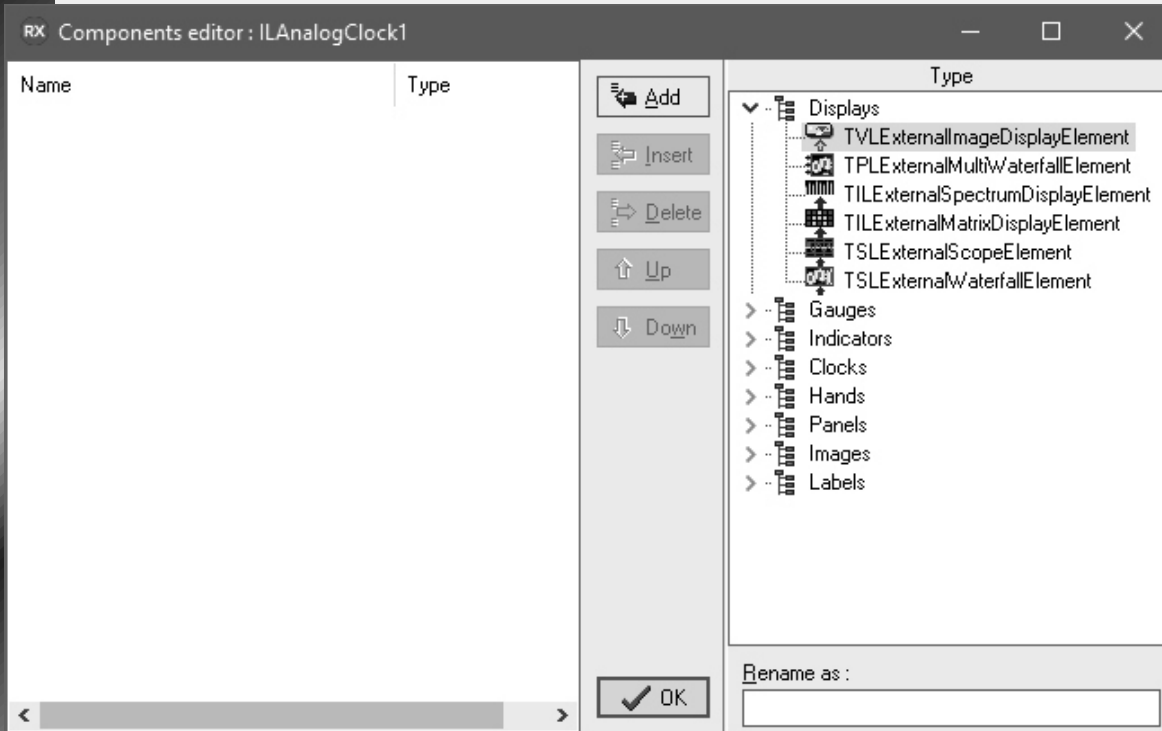 RX Components editor : ILAnalogClock1
Name Type
Add
Insert
Delete
Up
Down
OK
Type
Displays
TVLExternalImageDisplayElement
TPLExternalMultiWaterfallElement
TILExternalSpectrumDisplayElement
TILExternalMatrixDisplayElement
TSLExternalScopeElement
TSLExternalWaterfallElement
Gauges
Indicators
Clocks
Hands
Panels
Images
Labels
Rename as :